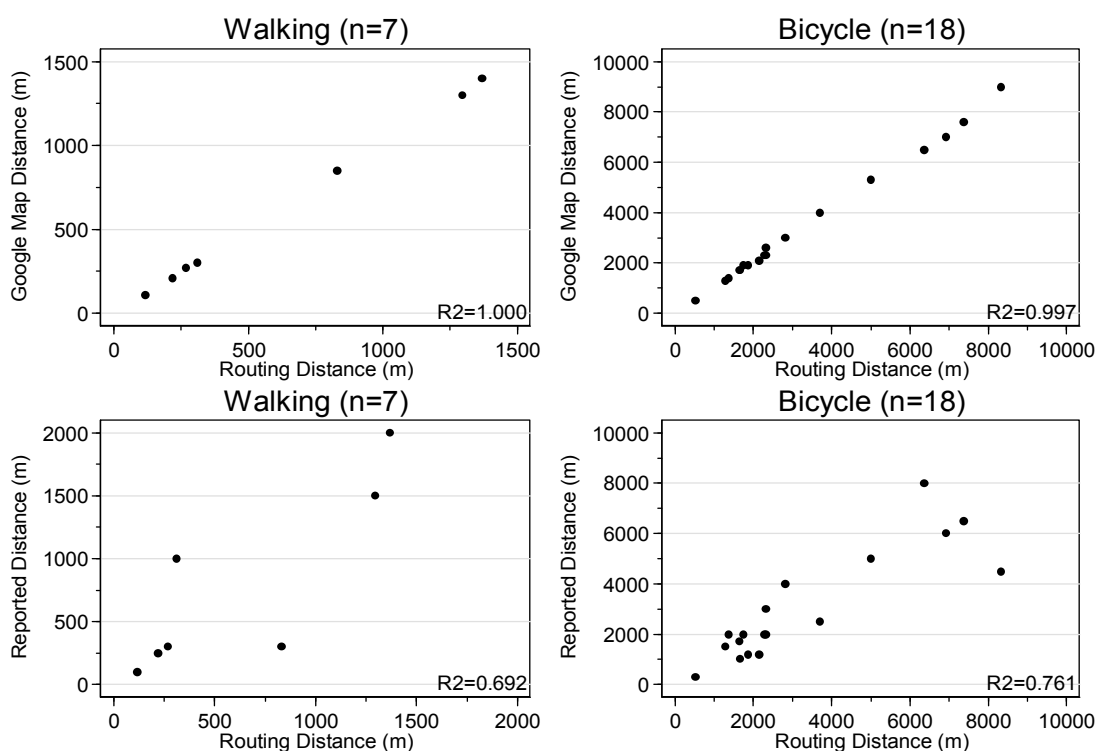 Walking (n=7)
Google Map Distance (m)
1500
1000
500
0
R2=1.000
0 500 1000 1500
Routing Distance (m)
Bicycle (n=18)
Google Map Distance (m)
10000
8000
6000
4000
2000
0
R2=0.997
0 2000 4000 6000 8000 10000
Routing Distance (m)
Walking (n=7)
Reported Distance (m)
2000
1500
1000
500
0
R2=0.692
0 500 1000 1500 2000
Routing Distance (m)
Bicycle (n=18)
Reported Distance (m)
10000
8000
6000
4000
2000
0
R2=0.761
0 2000 4000 6000 8000 10000
Routing Distance (m)